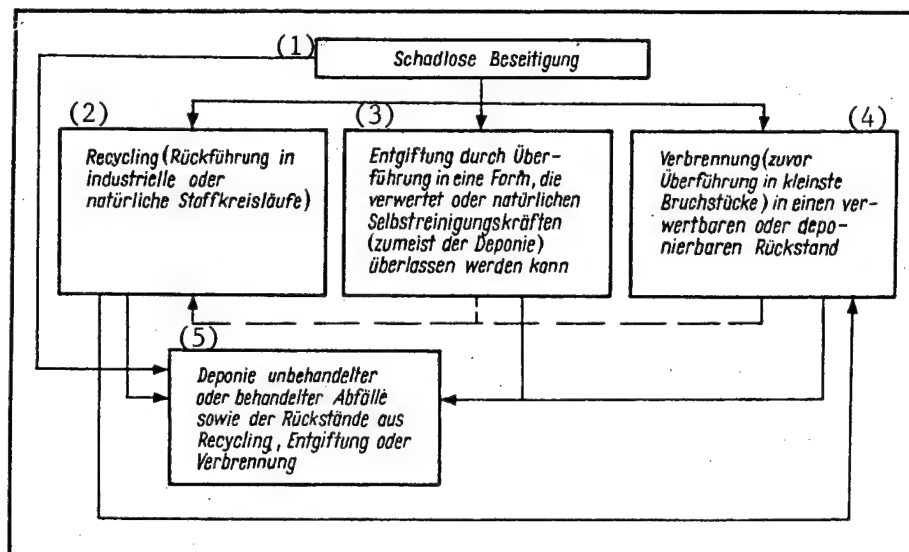 (1)
Schadlose Beseitigung
(2)
Recycling (Rückführung in
industrielle oder
natürliche Stoffkreisläufe)
(3)
Entgiftung durch Über-
führung in eine Form, die
verwertet oder natürlichen
Selbstreinigungskräften
(zumeist der Deponie)
überlassen werden kann
(4)
Verbrennung (zuvor
Überführung in kleinste
Bruchstücke) in einen ver-
wertbaren oder depo-
nierbaren Rückstand
(5)
Deponie unbehandelter
oder behandelter Abfälle
sowie der Rückstände aus
Recycling, Entgiftung oder
Verbrennung